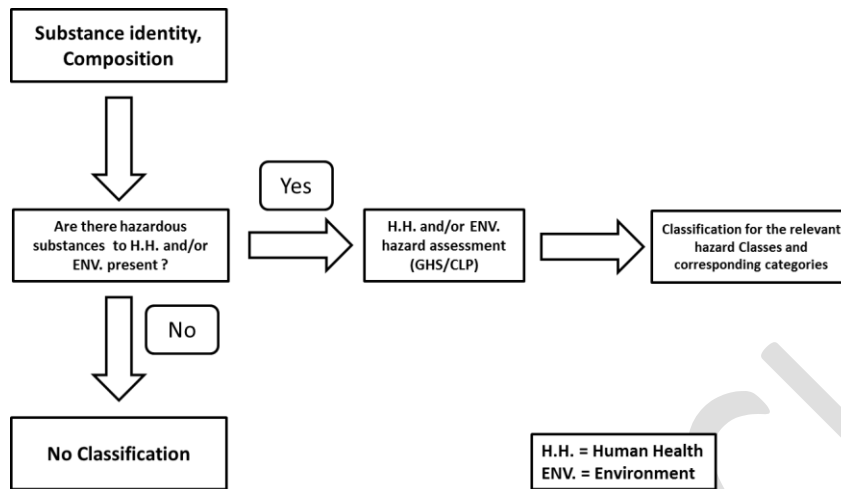 Substance identity,
Composition
Yes
Are there hazardous
substances to H.H. and/or
ENV. present ?
H.H. and/or ENV.
hazard assessment
(GHS/CLP)
Classification for the relevant
hazard Classes and
corresponding categories
No
No Classification
H.H. = Human Health
ENV. = Environment